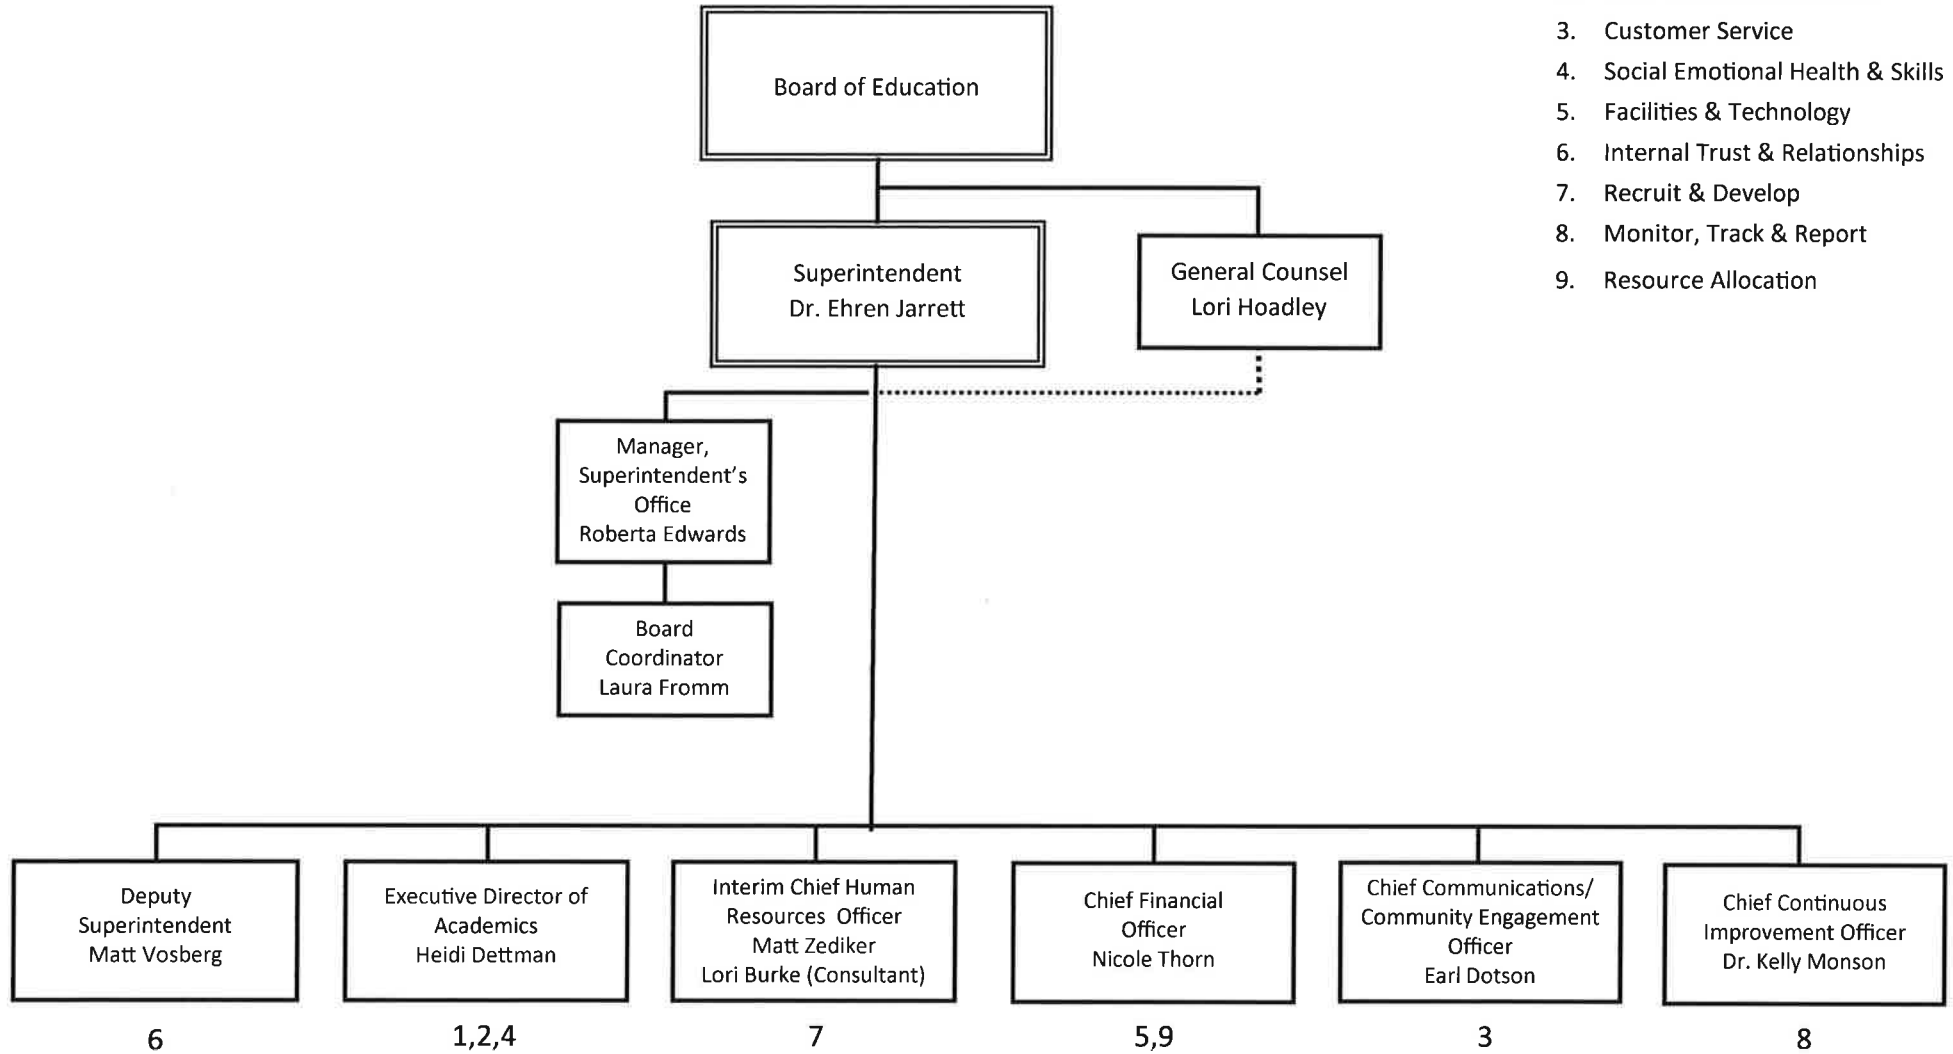 Board of Education
3. Customer Service
4. Social Emotional Health & Skills
5. Facilities & Technology
6. Internal Trust & Relationships
7. Recruit & Develop
8. Monitor, Track & Report
9. Resource Allocation
Superintendent
Dr. Ehren Jarrett
General Counsel
Lori Hoadley
Manager,
Superintendent's
Office
Roberta Edwards
Board
Coordinator
Laura Fromm
Deputy
Superintendent
Matt Vosberg
6
Executive Director of
Academics
Heidi Dettman
1,2,4
Interim Chief Human
Resources Officer
Matt Zediker
Lori Burke (Consultant)
7
Chief Financial
Officer
Nicole Thorn
5,9
Chief Communications/
Community Engagement
Officer
Earl Dotson
3
Chief Continuous
Improvement Officer
Dr. Kelly Monson
8